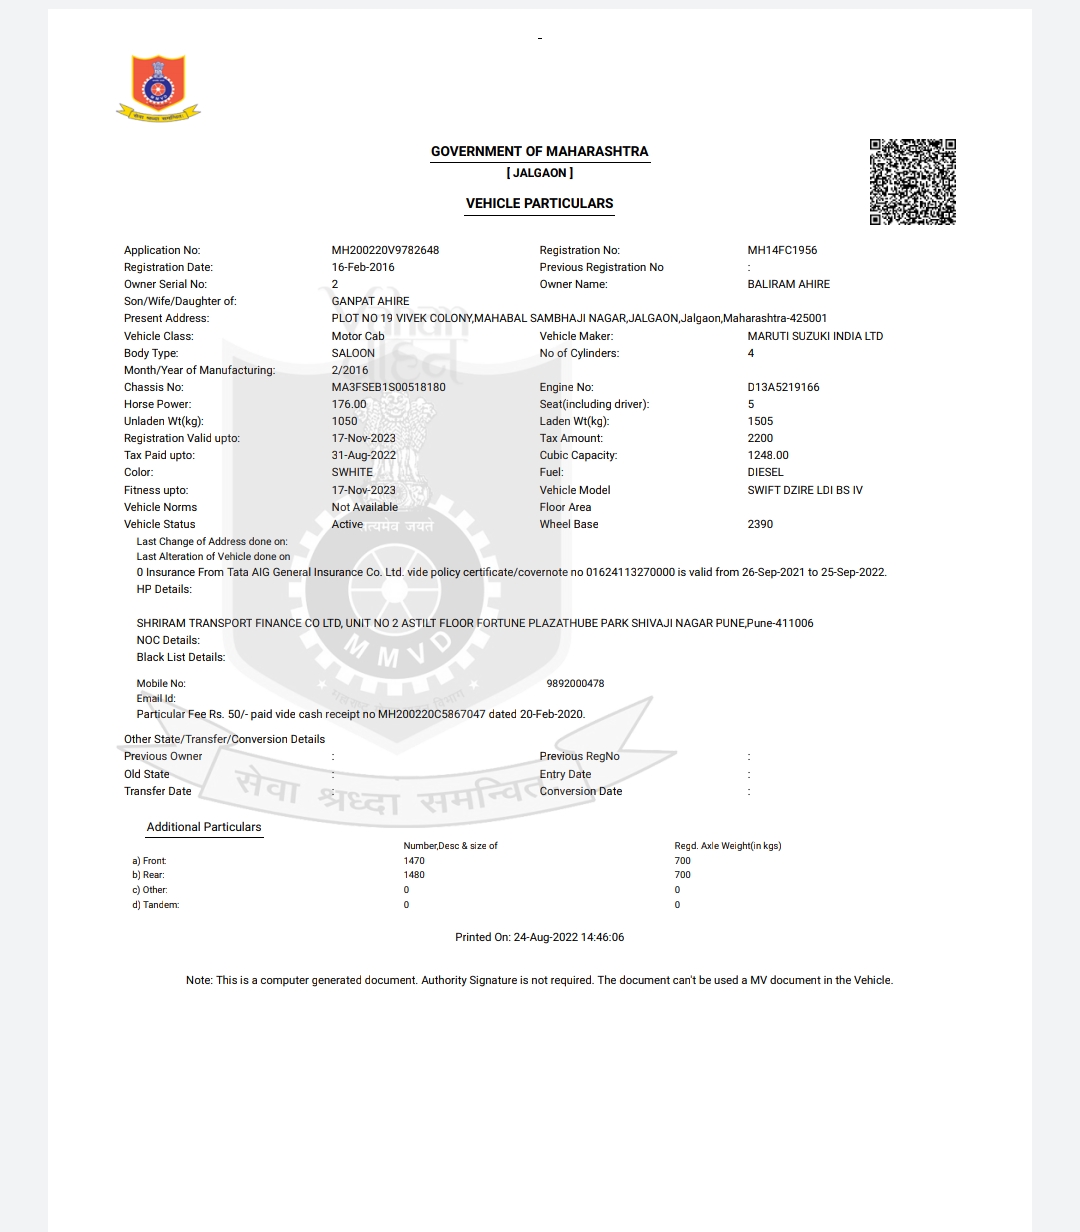 -
सेवा श्रध्दा समन्वित
GOVERNMENT OF MAHARASHTRA
[ JALGAON ]
VEHICLE PARTICULARS
Application No: MH200220V9782648 Registration No: MH14FC1956
Registration Date: 16-Feb-2016 Previous Registration No :
Owner Serial No: 2 Owner Name: BALIRAM AHIRE
Son/Wife/Daughter of: GANPAT AHIRE
Present Address: PLOT NO 19 VIVEK COLONY,MAHABAL SAMBHAJI NAGAR,JALGAON,Jalgaon,Maharashtra-425001
Vehicle Class: Motor Cab Vehicle Maker: MARUTI SUZUKI INDIA LTD
Body Type: SALOON No of Cylinders: 4
Month/Year of Manufacturing: 2/2016
Chassis No: MA3FSEB1S00518180 Engine No: D13A5219166
Horse Power: 176.00 Seat(including driver): 5
Unladen Wt(kg): 1050 Laden Wt(kg): 1505
Registration Valid upto: 17-Nov-2023 Tax Amount: 2200
Tax Paid upto: 31-Aug-2022 Cubic Capacity: 1248.00
Color: SWHITE Fuel: DIESEL
Fitness upto: 17-Nov-2023 Vehicle Model SWIFT DZIRE LDI BS IV
Vehicle Norms Not Available Floor Area
Vehicle Status Active Wheel Base 2390
सत्यमेव जयते
Last Change of Address done on:
Last Alteration of Vehicle done on
0 Insurance From Tata AIG General Insurance Co. Ltd. vide policy certificate/covernote no 01624113270000 is valid from 26-Sep-2021 to 25-Sep-2022.
HP Details:
SHRIRAM TRANSPORT FINANCE CO LTD, UNIT NO 2 ASTILT FLOOR FORTUNE PLAZATHUBE PARK SHIVAJI NAGAR PUNE,Pune-411006
NOC Details:
MMVD
Black List Details:
Mobile No: 9892000478
Email Id:
Particular Fee Rs. 50/- paid vide cash receipt no MH200220C5867047 dated 20-Feb-2020.
Other State/Transfer/Conversion Details
Previous Owner : Previous RegNo :
Old State : Entry Date :
Transfer Date : Conversion Date :
सेवा श्रध्दा समन्वित
Additional Particulars
Number,Desc & size of Regd. Axle Weight(in kgs)
a) Front: 1470 700
b) Rear: 1480 700
c) Other: 0 0
d) Tandem: 0 0
Printed On: 24-Aug-2022 14:46:06
Note: This is a computer generated document. Authority Signature is not required. The document can't be used a MV document in the Vehicle.